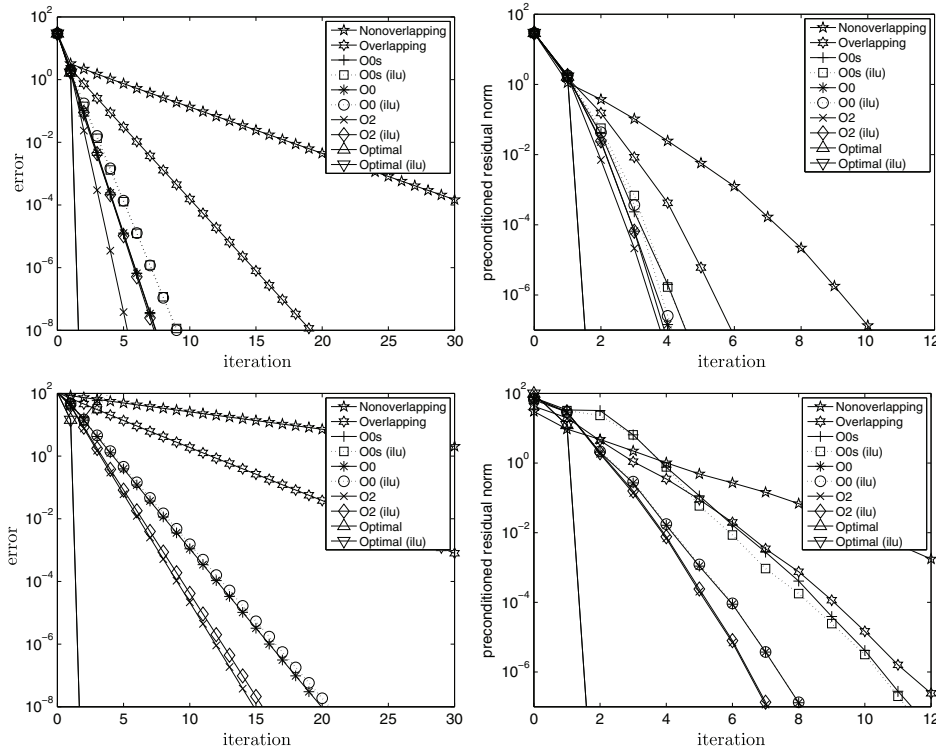 10^2
10^0
10^-2
10^-4
10^-6
10^-8
error
0 5 10 15 20 25 30
iteration
Nonoverlapping
Overlapping
O0s
O0s (ilu)
O0
O0 (ilu)
O2
O2 (ilu)
Optimal
Optimal (ilu)
10^2
10^0
10^-2
10^-4
10^-6
preconditioned residual norm
0 2 4 6 8 10 12
iteration
Nonoverlapping
Overlapping
O0s
O0s (ilu)
O0
O0 (ilu)
O2
O2 (ilu)
Optimal
Optimal (ilu)
10^2
10^0
10^-2
10^-4
10^-6
10^-8
error
0 5 10 15 20 25 30
iteration
Nonoverlapping
Overlapping
O0s
O0s (ilu)
O0
O0 (ilu)
O2
O2 (ilu)
Optimal
Optimal (ilu)
10^2
10^0
10^-2
10^-4
10^-6
preconditioned residual norm
0 2 4 6 8 10 12
iteration
Nonoverlapping
Overlapping
O0s
O0s (ilu)
O0
O0 (ilu)
O2
O2 (ilu)
Optimal
Optimal (ilu)